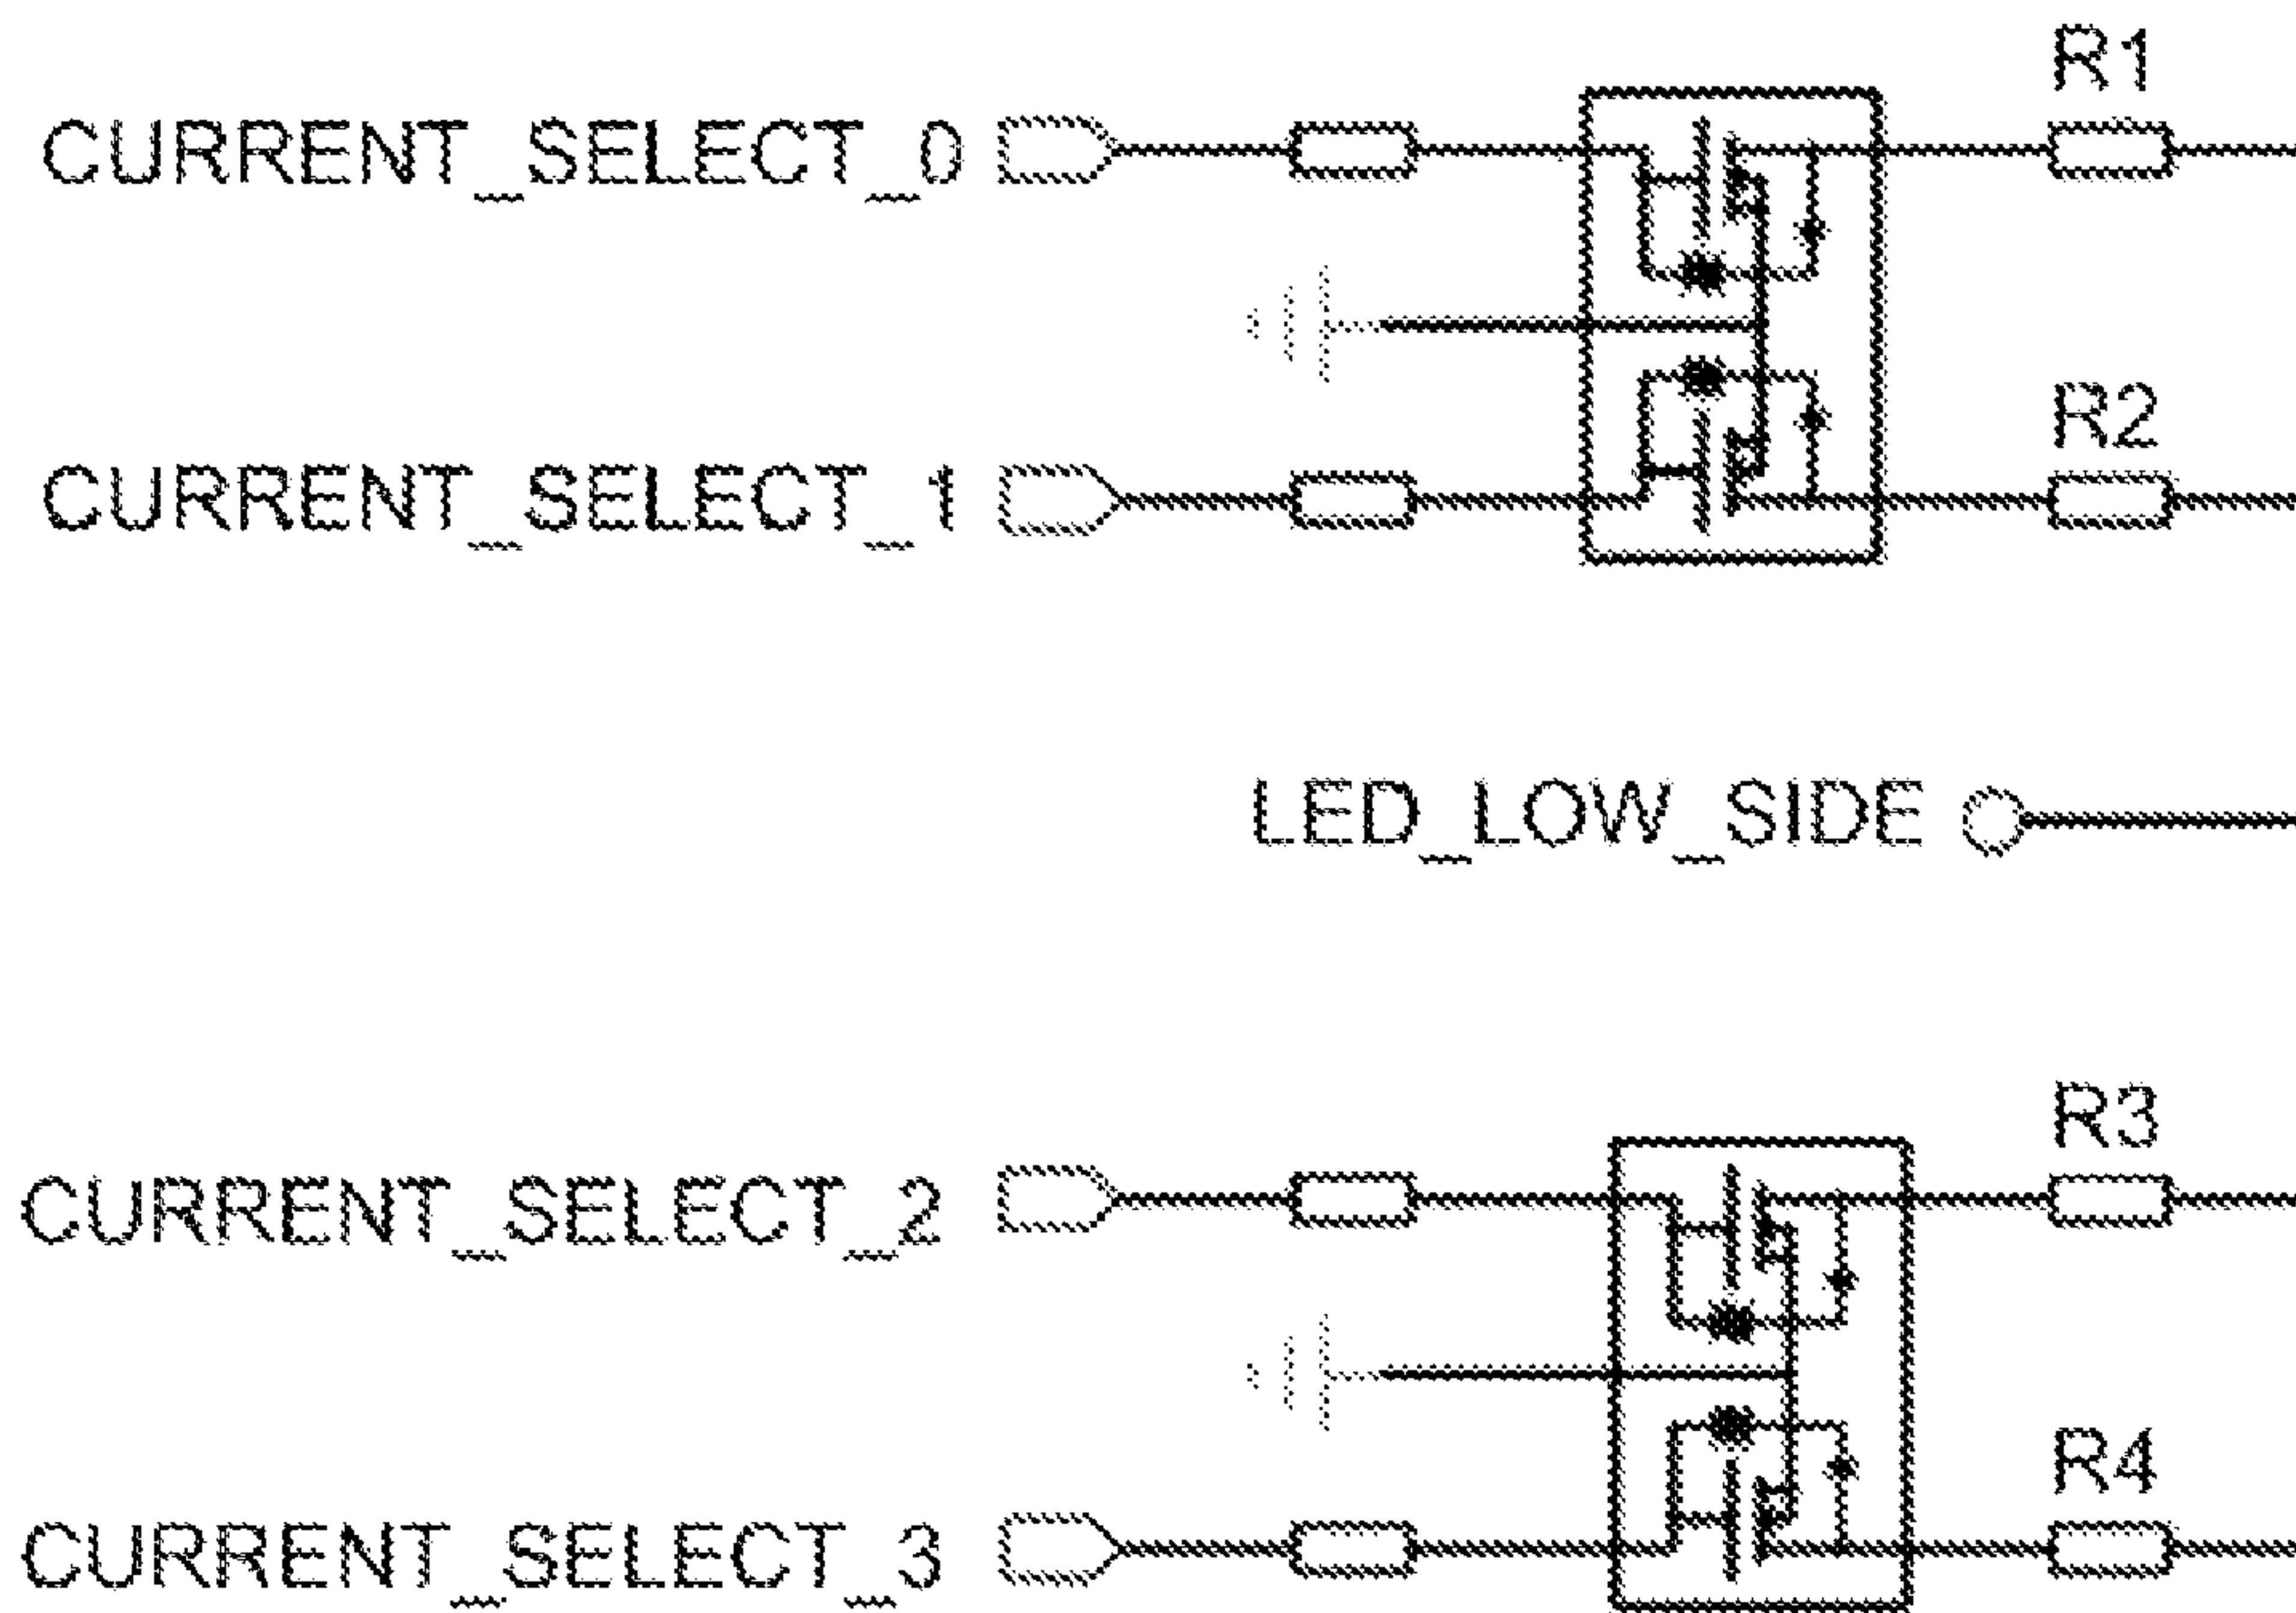 R1
CURRENT_SELECT_0
R2
CURRENT_SELECT_1
LED_LOW_SIDE
R3
CURRENT_SELECT_2
R4
CURRENT_SELECT_3